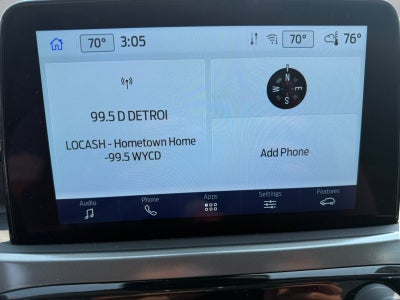 70° 3:05 70° 76°
99.5 D DETROI
LOCASH - Hometown Home
-99.5 WYCD
N
W E
S
Add Phone
Audio Phone Apps Settings Features